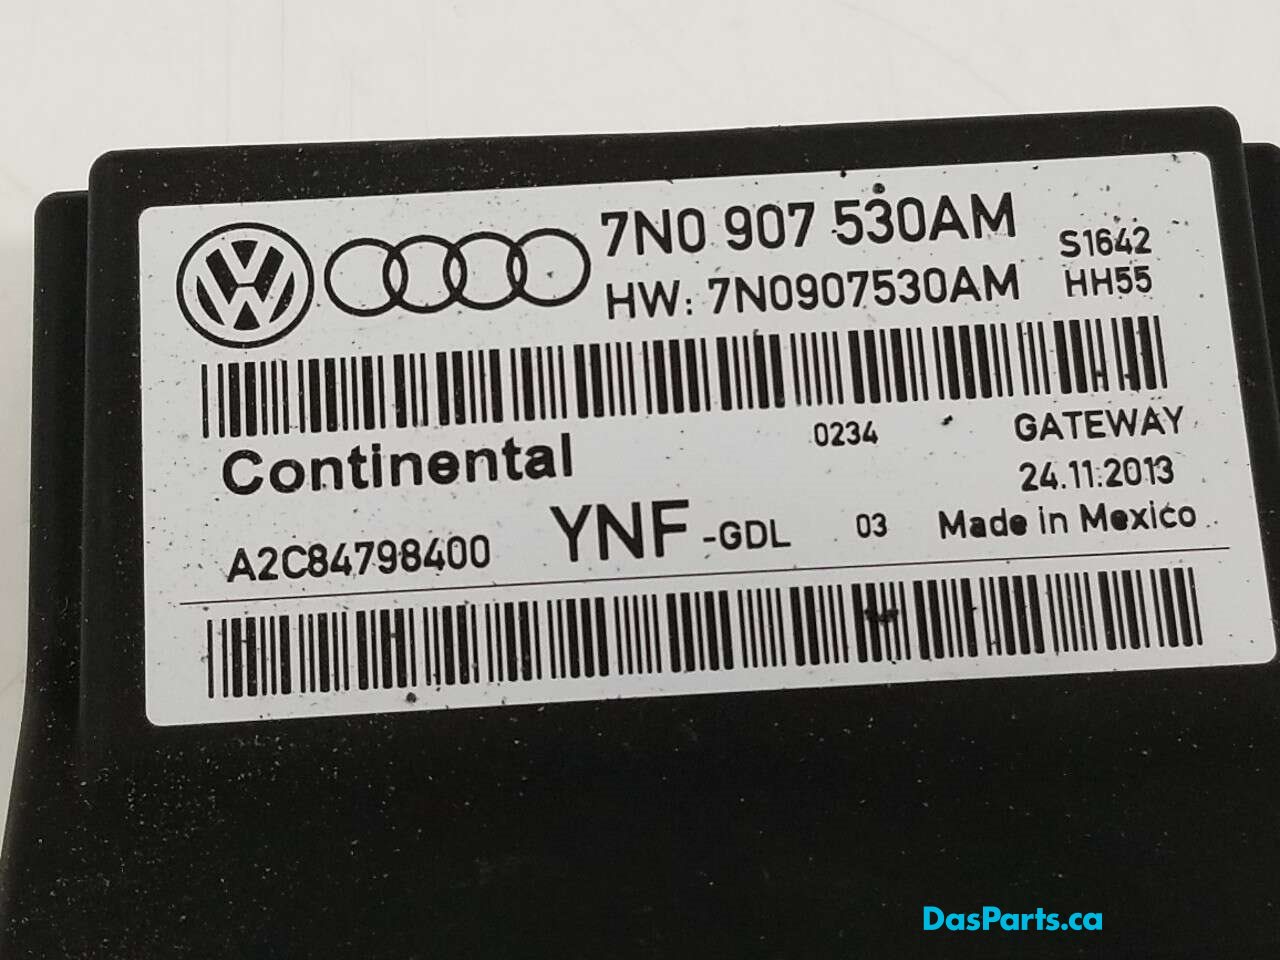 7N0 907 530AM
S1642
HW: 7N0907530AM
HH55
Continental
0234
GATEWAY
24.11.2013
A2C84798400
YNF -GDL
03
Made in Mexico
DasParts.ca